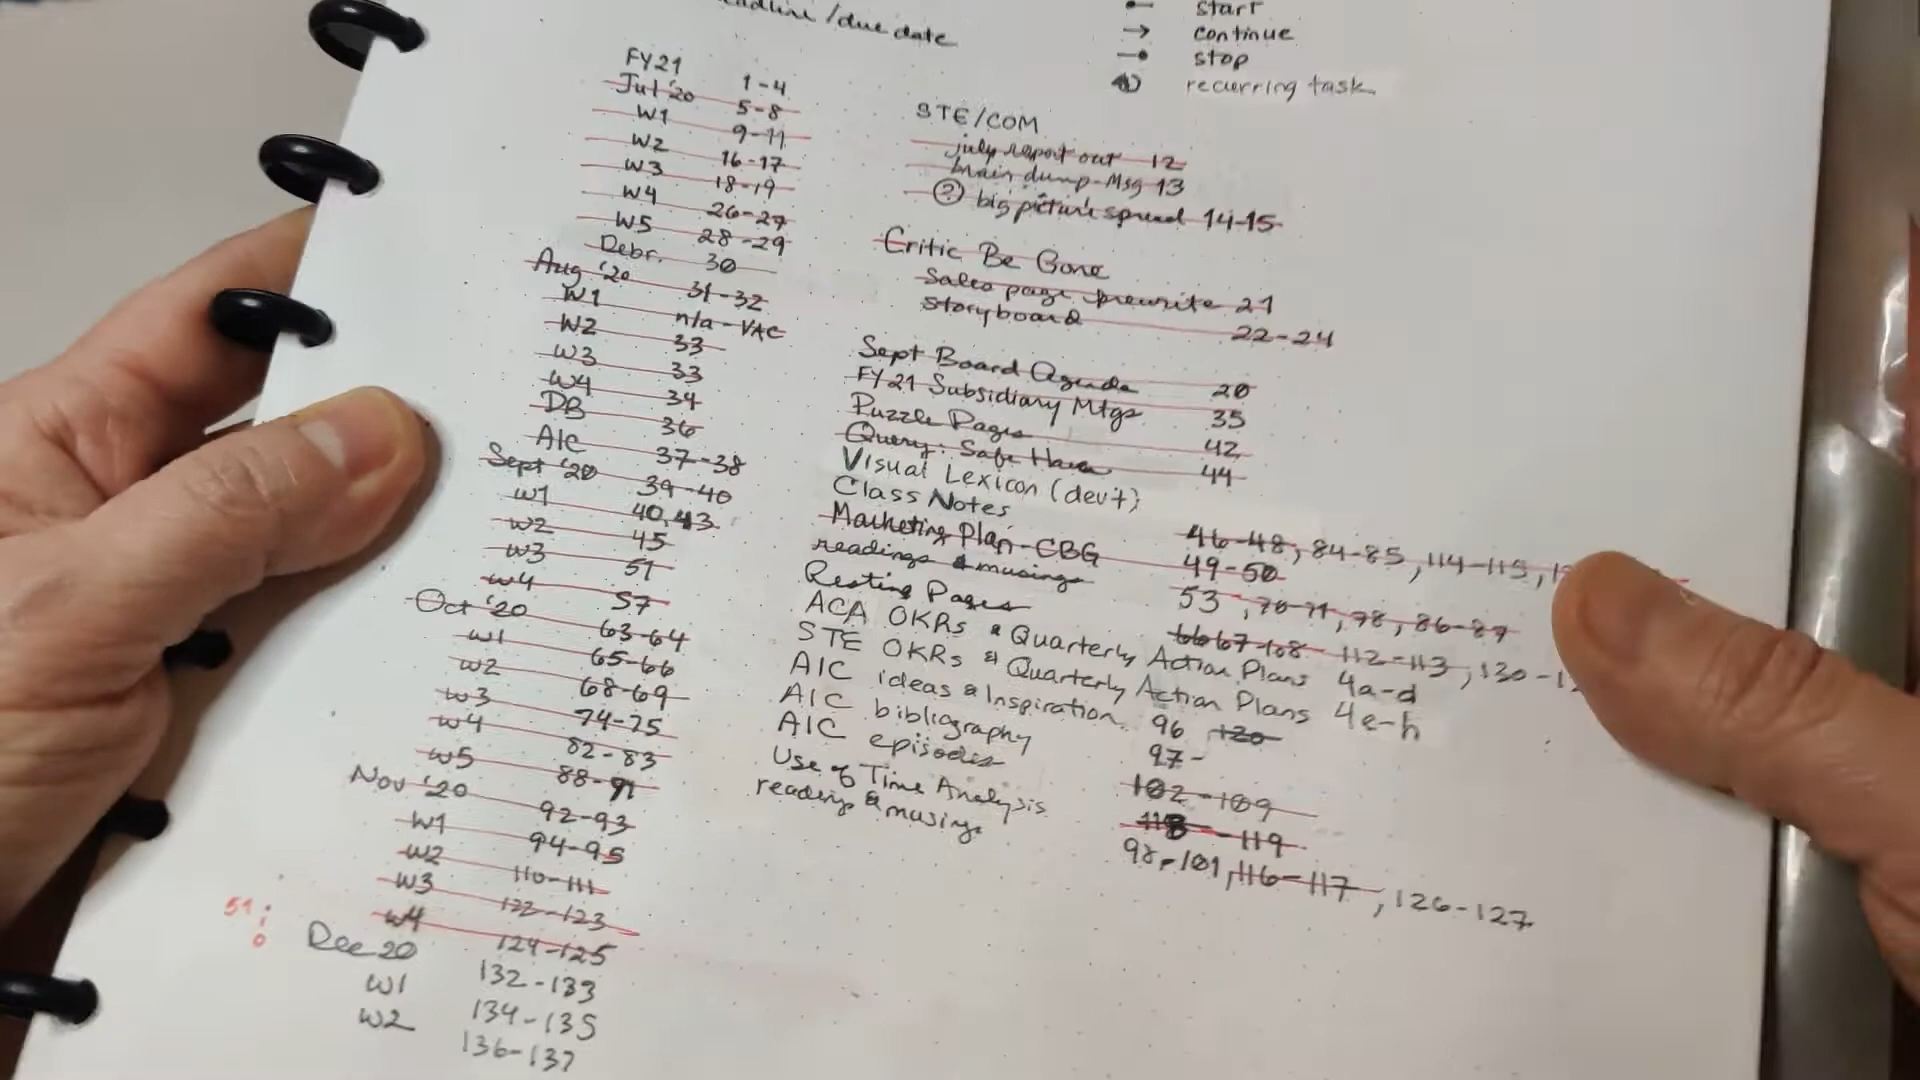 /due date
start
→ continue
stop
recurring task
FY21 1-4
Jul '20 5-8
W1 9-11
W2 16-17
W3 18-19
W4 26-27
W5 28-29
Debr. 30
Aug '20 31-32
W1 n/a - VAC
W2 33
W3 33
W4 34
DB 36
AIC 37-38
Sept '20 39-40
W1 40,43
W2 45
W3 51
W4 57
Oct '20 63-64
W1 65-66
W2 68-69
W3 74-75
W4 82-83
W5 88-91
Nov '20 92-93
W1 94-95
W2 110-111
W3 122-123
W4 124-125
Dec 20 132-133
W1 134-135
W2 136-137
STE/COM
july report out 12
brain dump-Msg 13
? big picture spread 14-15
Critic Be Gone
Sales page prewrite 21
storyboard 22-24
Sept Board Agenda 20
FY21 Subsidiary Mtgs 35
Puzzle Pages 42
Query: Safe Haven 44
Visual Lexicon (dev't)
Class Notes 46-48, 84-85, 114-115,
Marketing Plan-CBG 49-50
readings & musings 53, 70-71, 78, 86-87
Resting Pages 112-113, 130-
ACA OKRs & Quarterly Action Plans 4a-d
STE OKRs & Quarterly Action Plans 4e-h
AIC ideas & Inspiration 96 120
AIC bibliography 97-
AIC episodes 102-109
Use of Time Analysis 118-119
readings & musings 98-101, 116-117, 126-127